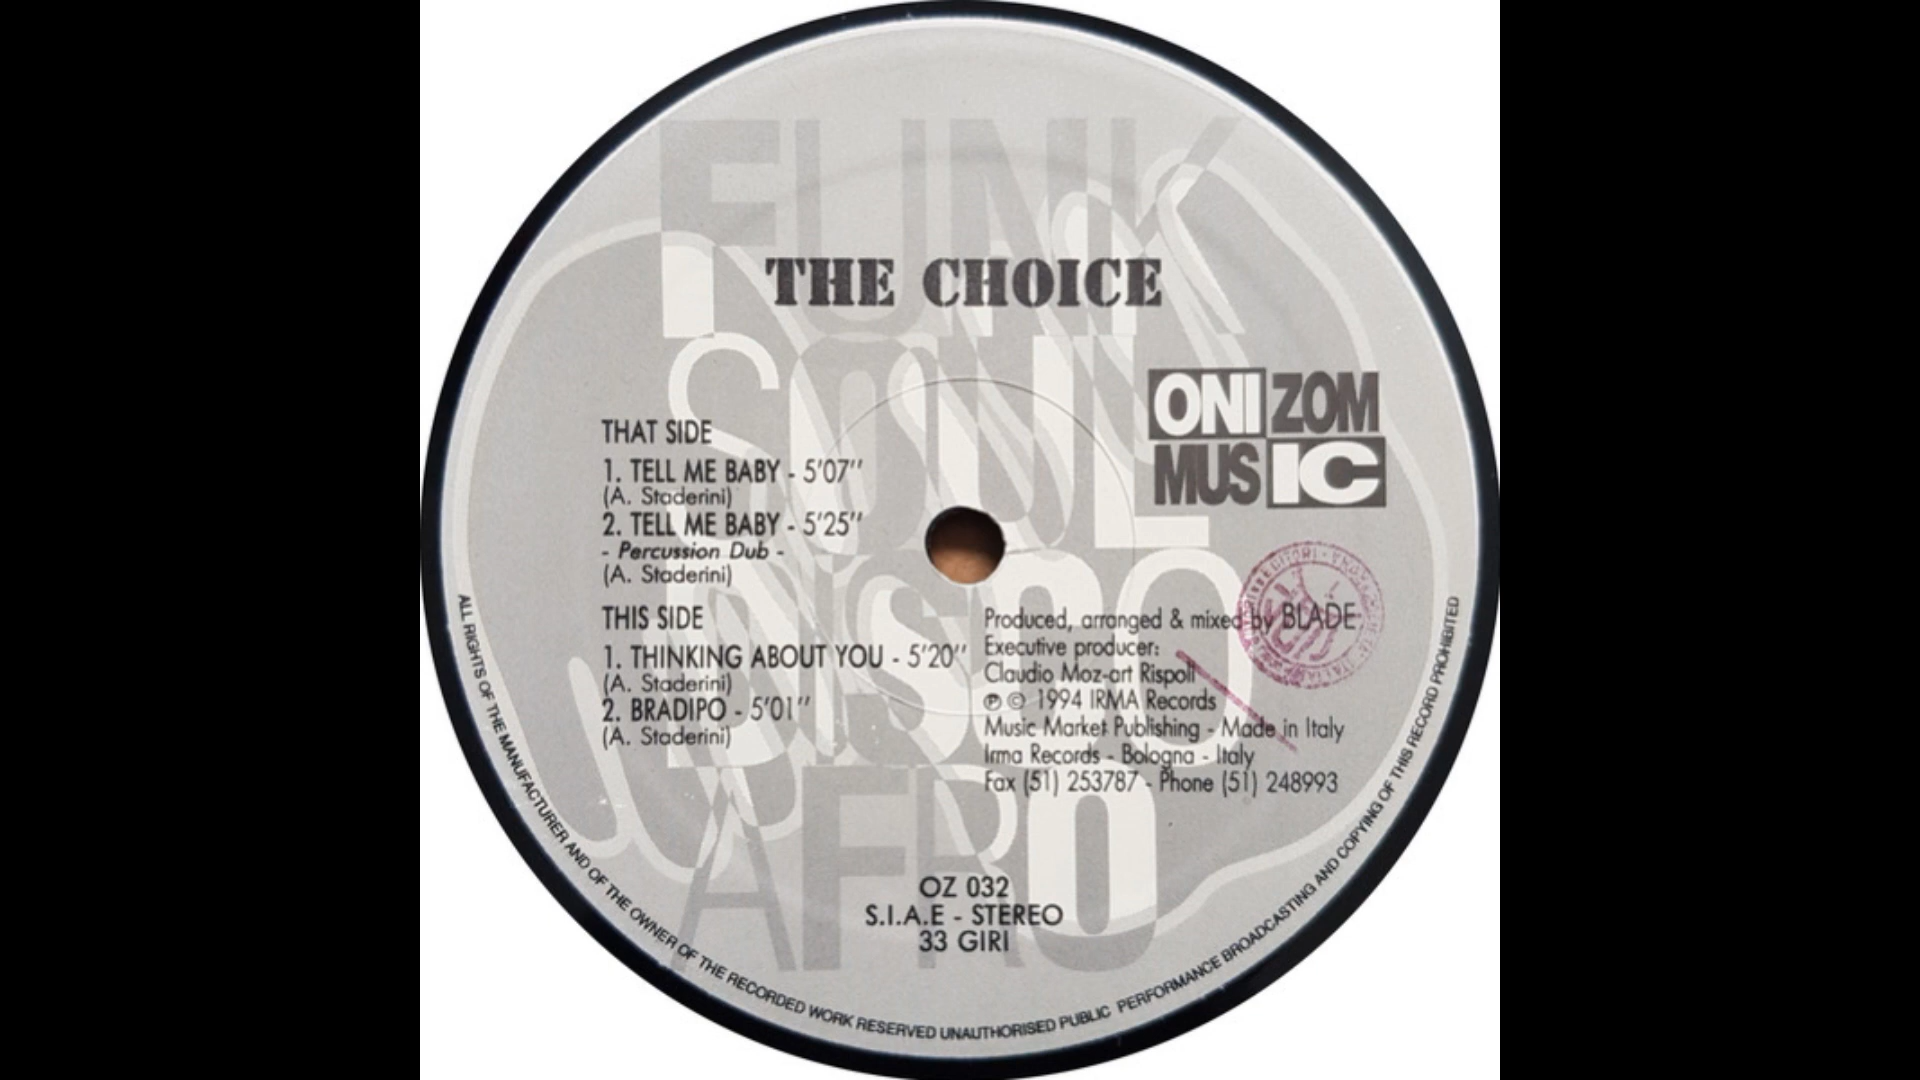 FUNK
THE CHOICE
SOUL
ONI ZOM
MUS IC
THAT SIDE
1. TELL ME BABY - 5'07''
(A. Staderini)
2. TELL ME BABY - 5'25''
- Percussion Dub -
(A. Staderini)
DISCO
THIS SIDE
1. THINKING ABOUT YOU - 5'20''
(A. Staderini)
2. BRADIPO - 5'01''
(A. Staderini)
Produced, arranged & mixed by BLADE
Executive producer:
Claudio Moz-art Rispoli
℗ © 1994 IRMA Records
Music Market Publishing - Made in Italy
Irma Records - Bologna - Italy
Fax (51) 253787 - Phone (51) 248993
AFRO
OZ 032
S.I.A.E - STEREO
33 GIRI
ALL RIGHTS OF THE MANUFACTURER AND OF THE OWNER OF THE RECORDED WORK RESERVED UNAUTHORISED PUBLIC PERFORMANCE BROADCASTING AND COPYING OF THIS RECORD PROHIBITED